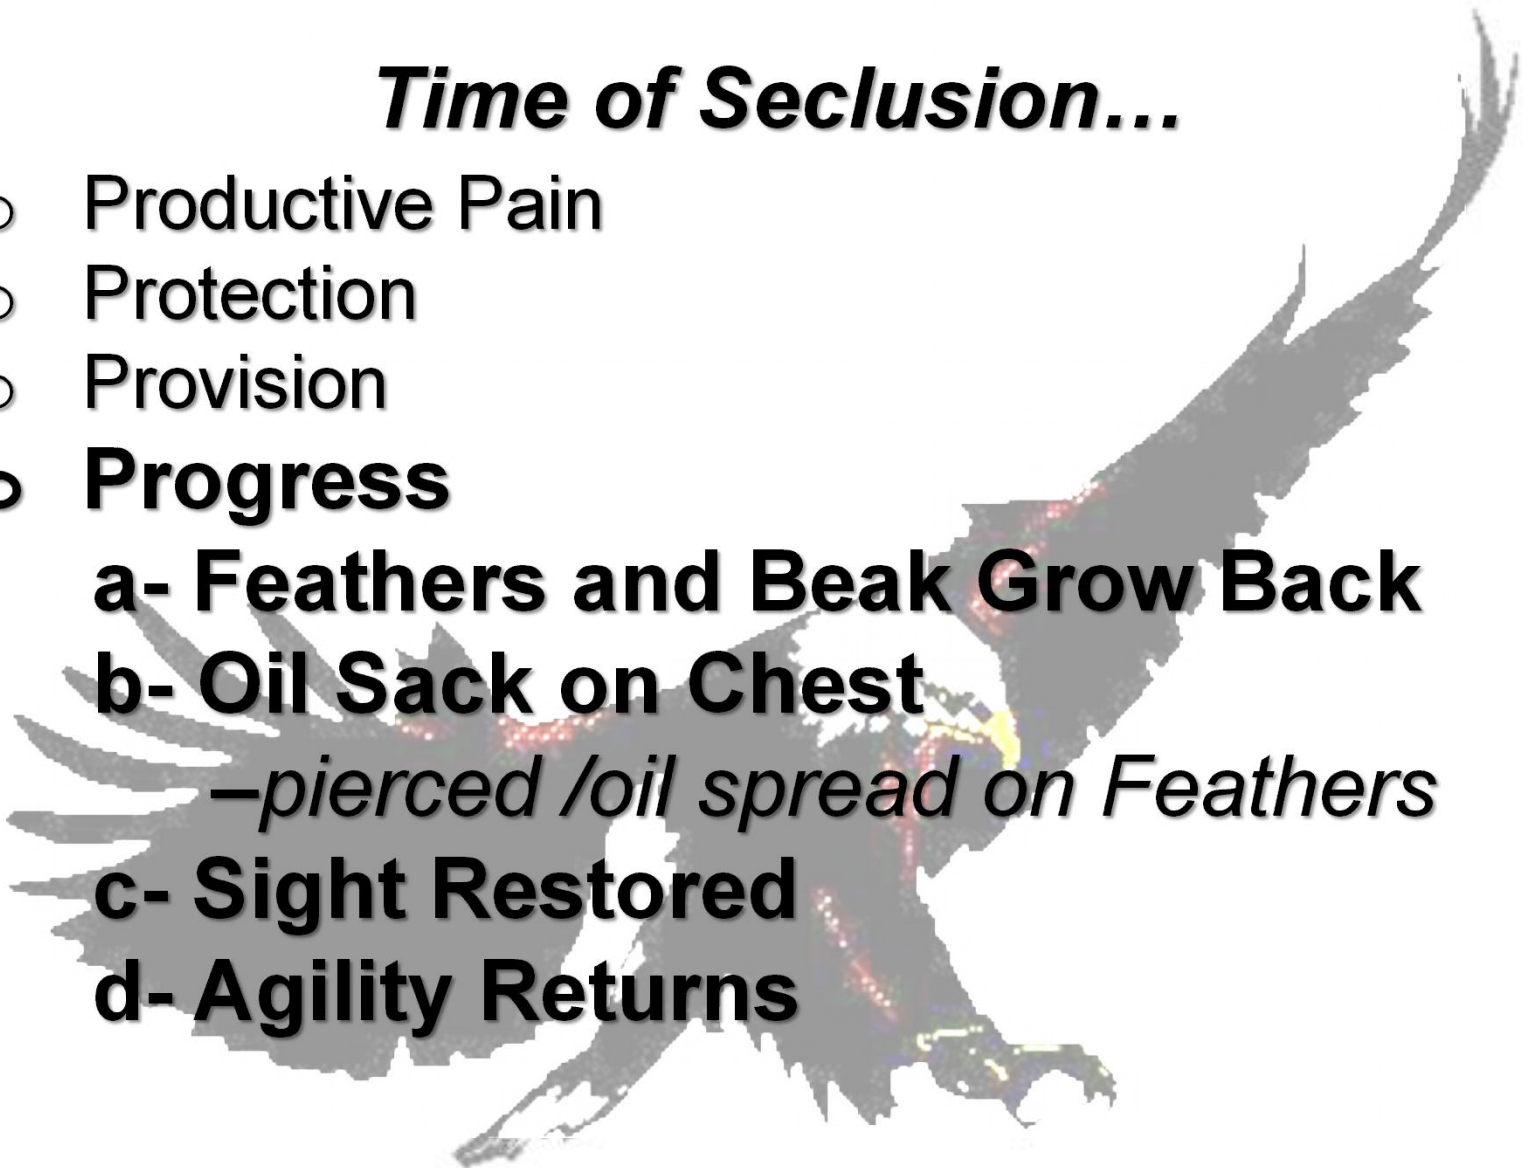 Time of Seclusion…
○ Productive Pain
○ Protection
○ Provision
○ Progress
a- Feathers and Beak Grow Back
b- Oil Sack on Chest
–pierced /oil spread on Feathers
c- Sight Restored
d- Agility Returns